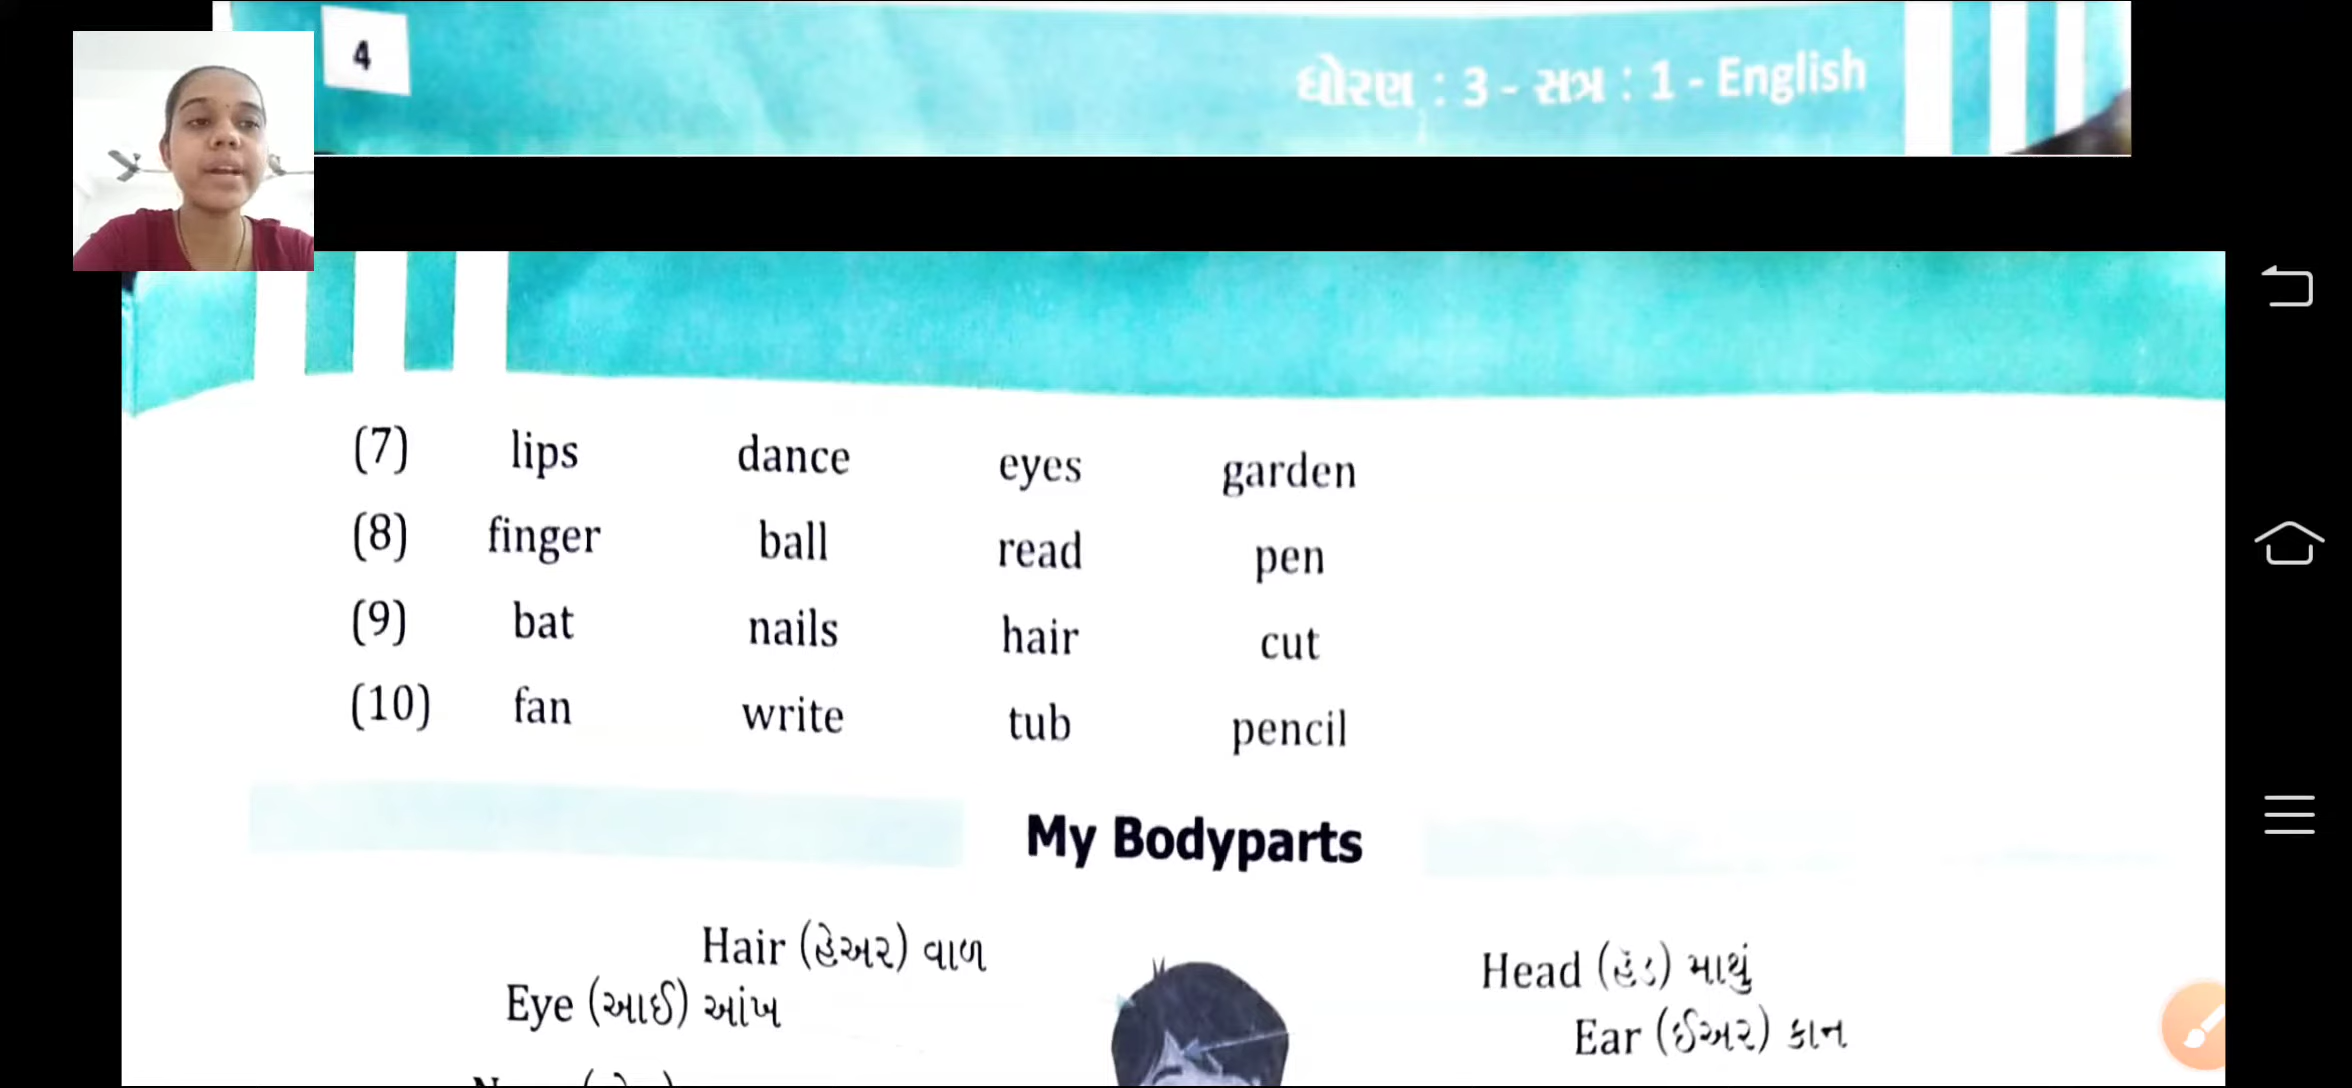 4
ધોરણ : 3 - સત્ર : 1 - English
(7) lips dance eyes garden
(8) finger ball read pen
(9) bat nails hair cut
(10) fan write tub pencil
My Bodyparts
Hair (હેઅર) વાળ
Head (હેડ) માથું
Eye (આઈ) આંખ
Ear (ઈઅર) કાન